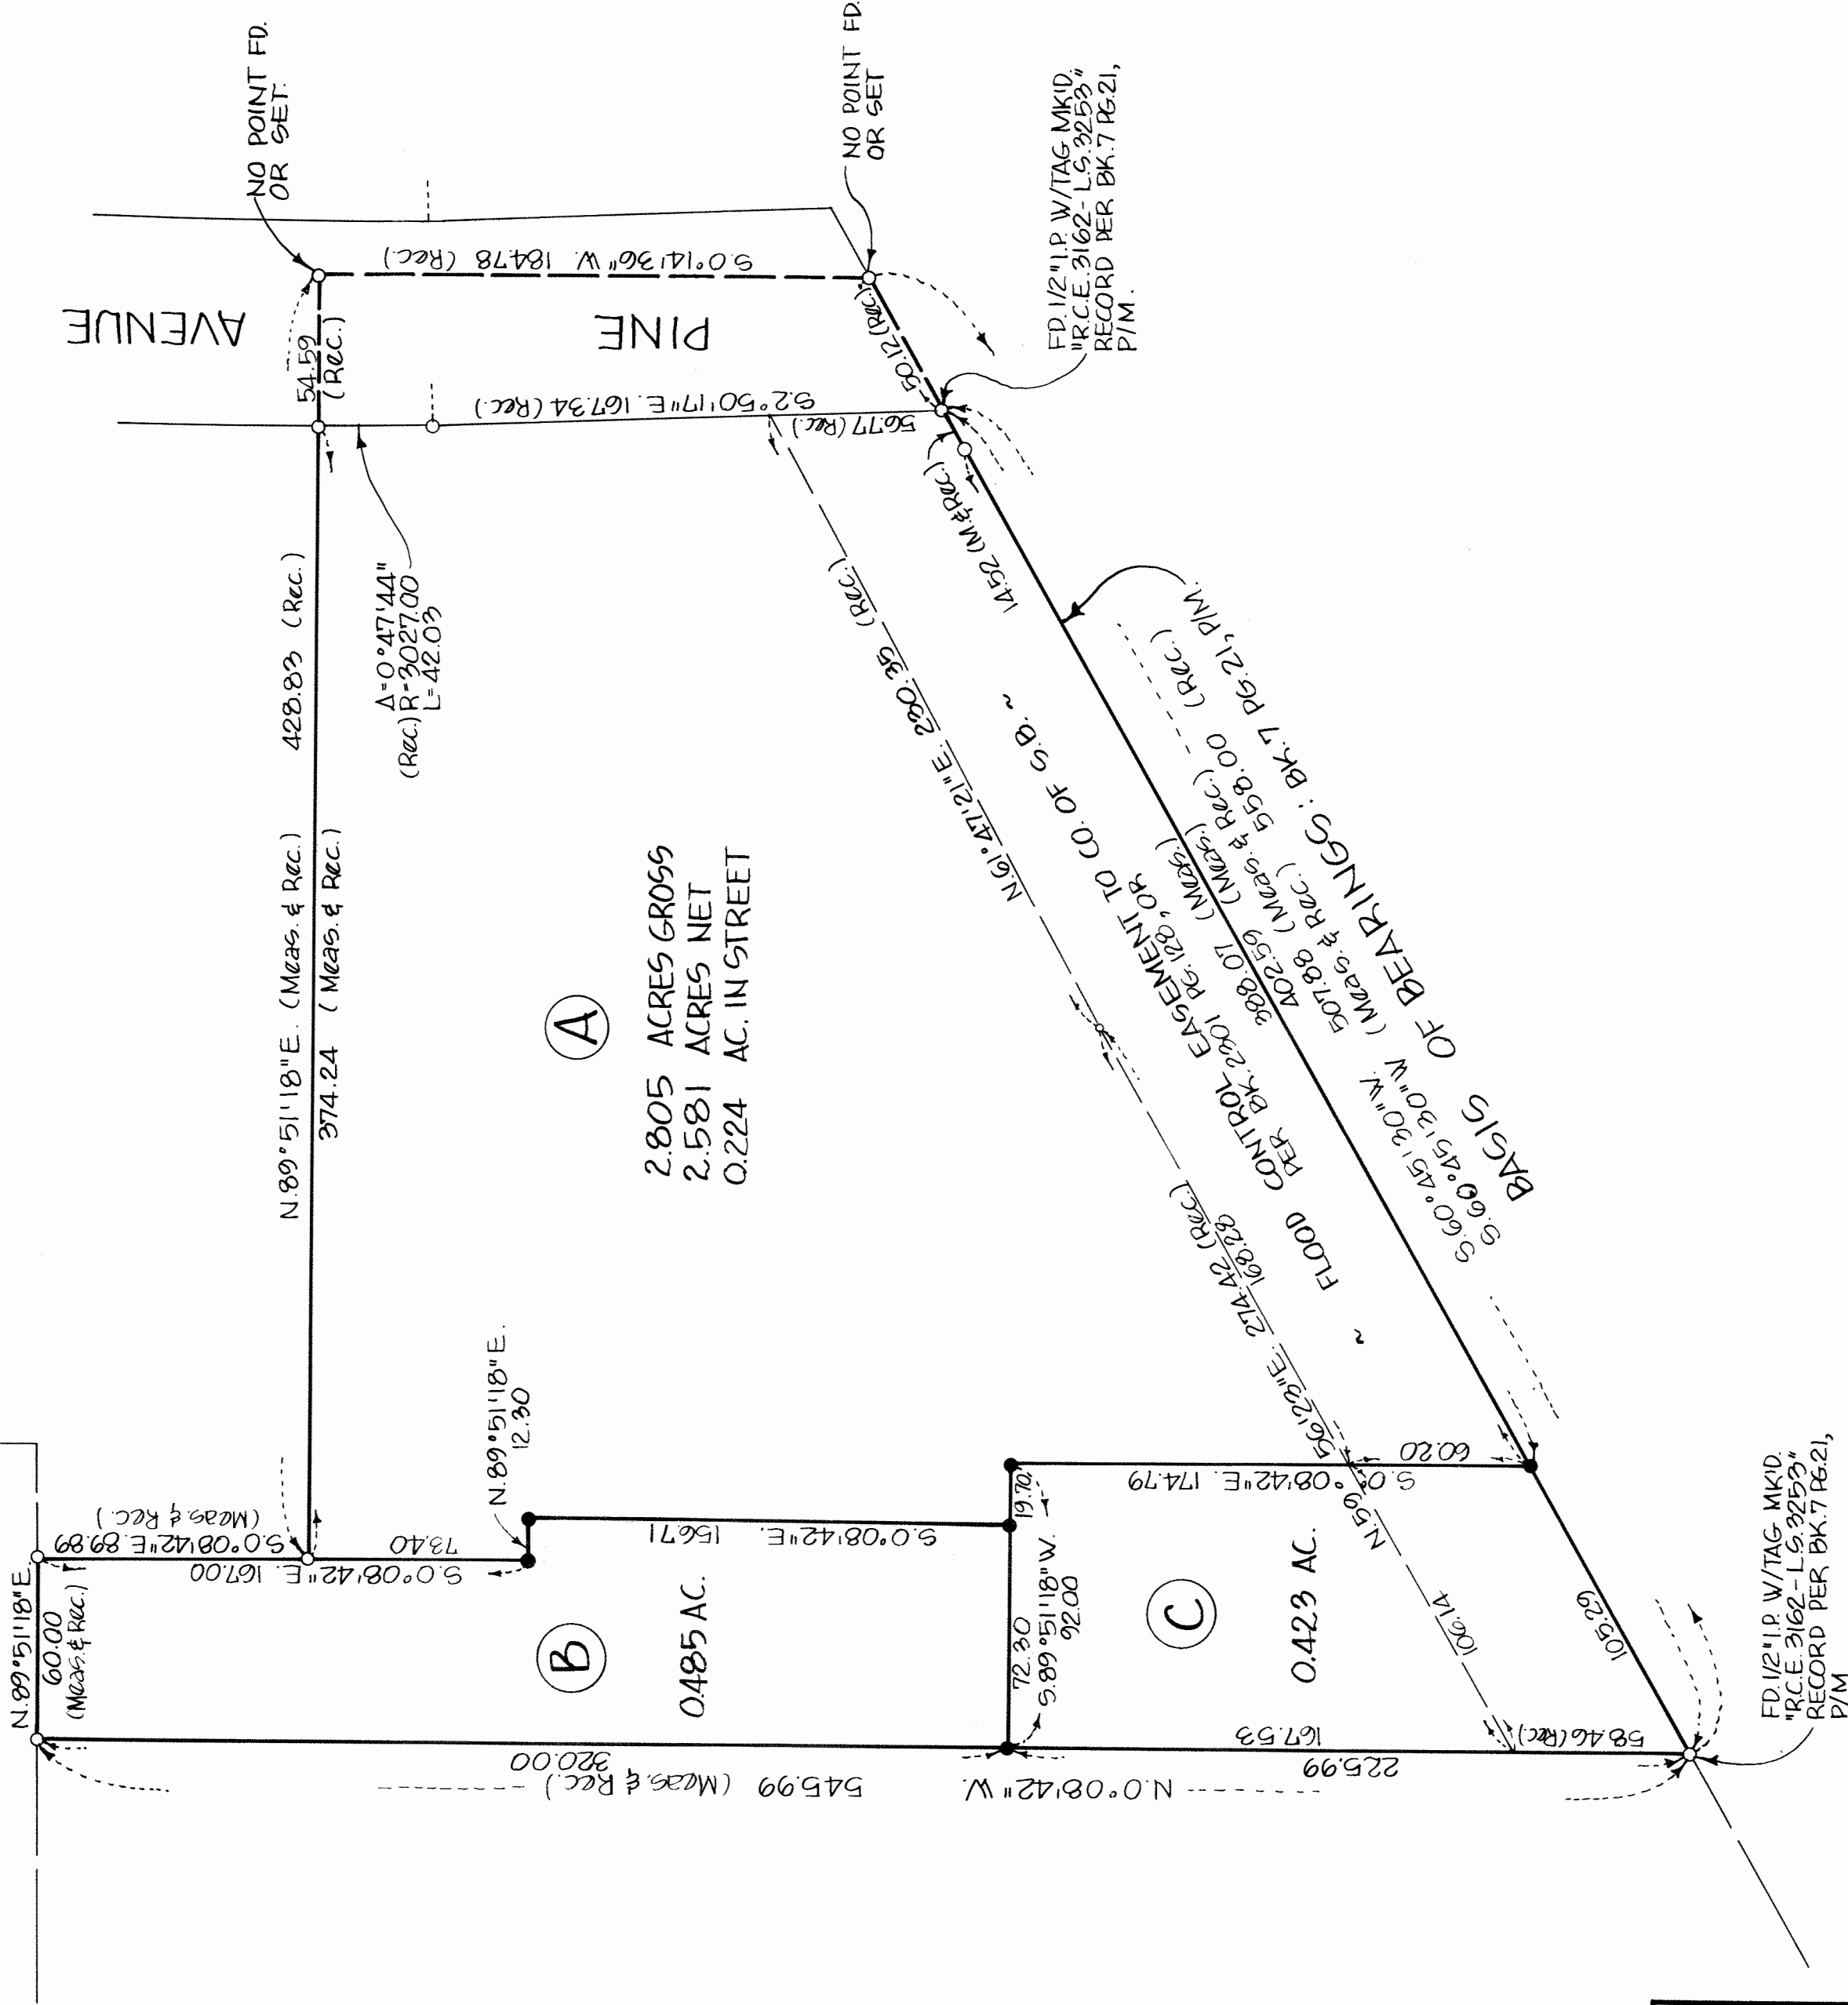 NO POINT FD.
OR SET.
NO POINT FD.
OR SET
FD. 1/2" I.P. W/TAG MK'D.
"R.C.E. 3162 - L.S. 3253"
RECORD PER BK. 7 PG. 21,
P/M.
AVENUE
PINE
S. 0°14'36" W. 184.78 (Rec.)
54.59
(Rec.)
50.12 (Rec.)
S. 2°50'17" E. 167.34 (Rec.)
56.77 (Rec.)
14.52 (M. & Rec.)
N. 89°51'18" E. (Meas. & Rec.) 428.83 (Rec.)
374.24 (Meas. & Rec.)
Δ=0°47'44"
(Rec.) R=3027.00
L=42.03
A
2.805 ACRES GROSS
2.581 ACRES NET
0.224 AC. IN STREET
N. 61°47'21" E. 230.35 (Rec.)
~ FLOOD CONTROL EASEMENT TO CO. OF S.B. ~
PER BK. 2301 PG. 128, OR
388.07 (Meas.)
402.59 (Meas.)
507.88 (Meas. & Rec.)
S. 60°45'30" W. (Meas. & Rec.)
S. 60°45'30" W. (Meas. & Rec.) 558.00 (Rec.)
BASIS OF BEARINGS: BK. 7 PG. 21, P/M.
N. 59°56'23" E. 274.42 (Rec.)
168.28
106.14
N. 89°51'18" E.
60.00
(Meas. & Rec.)
S. 0°08'42" E. 89.89
(Meas. & Rec.)
S. 0°08'42" E. 167.00
73.40
N. 89°51'18" E.
12.30
S. 0°08'42" E. 156.71
B
0.485 AC.
320.00
545.99 (Meas. & Rec.)
N. 0°08'42" W.
19.70
72.30
S. 89°51'18" W.
92.00
S. 0°08'42" E. 174.79
60.20
C
0.423 AC.
167.53
225.99
58.46 (Rec.)
105.29
FD. 1/2" I.P. W/TAG MK'D.
"R.C.E. 3162 - L.S. 3253"
RECORD PER BK. 7 PG. 21,
P/M